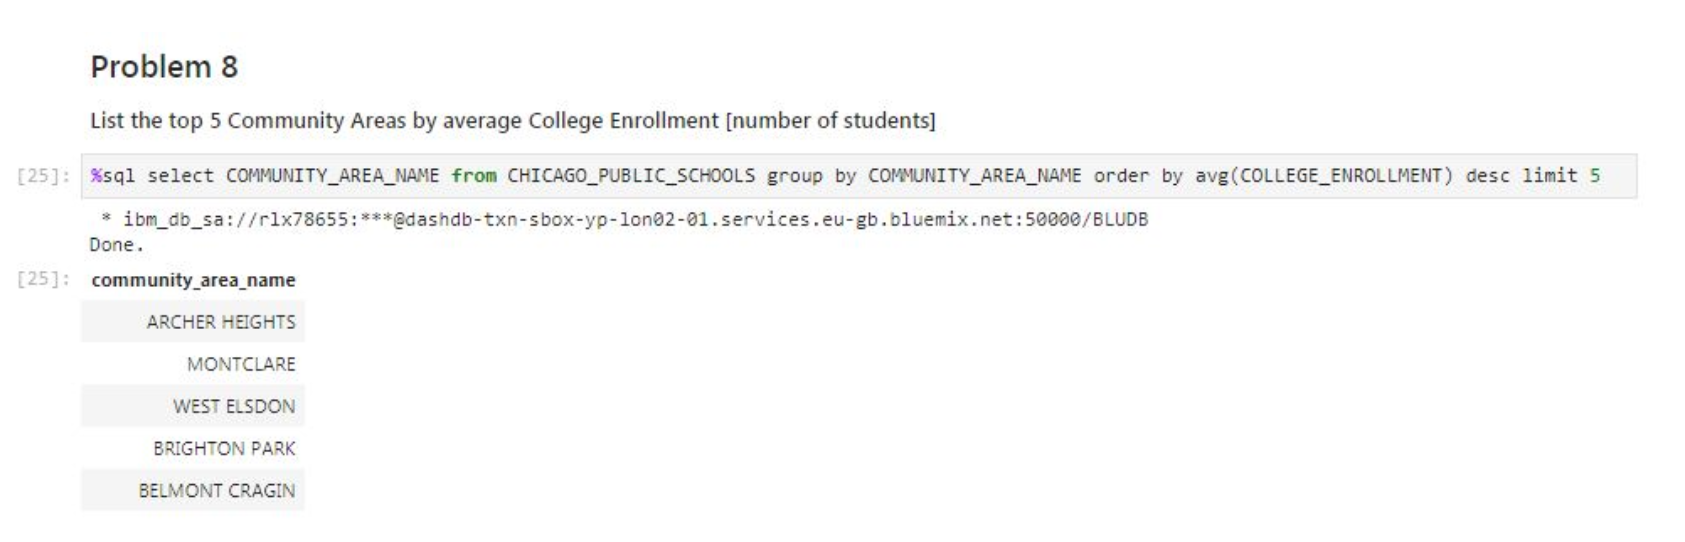 Problem 8
List the top 5 Community Areas by average College Enrollment [number of students]
[25]: %sql select COMMUNITY_AREA_NAME from CHICAGO_PUBLIC_SCHOOLS group by COMMUNITY_AREA_NAME order by avg(COLLEGE_ENROLLMENT) desc limit 5
* ibm_db_sa://rlx78655:***@dashdb-txn-sbox-yp-lon02-01.services.eu-gb.bluemix.net:50000/BLUDB
Done.
[25]: community_area_name
ARCHER HEIGHTS
MONTCLARE
WEST ELSDON
BRIGHTON PARK
BELMONT CRAGIN